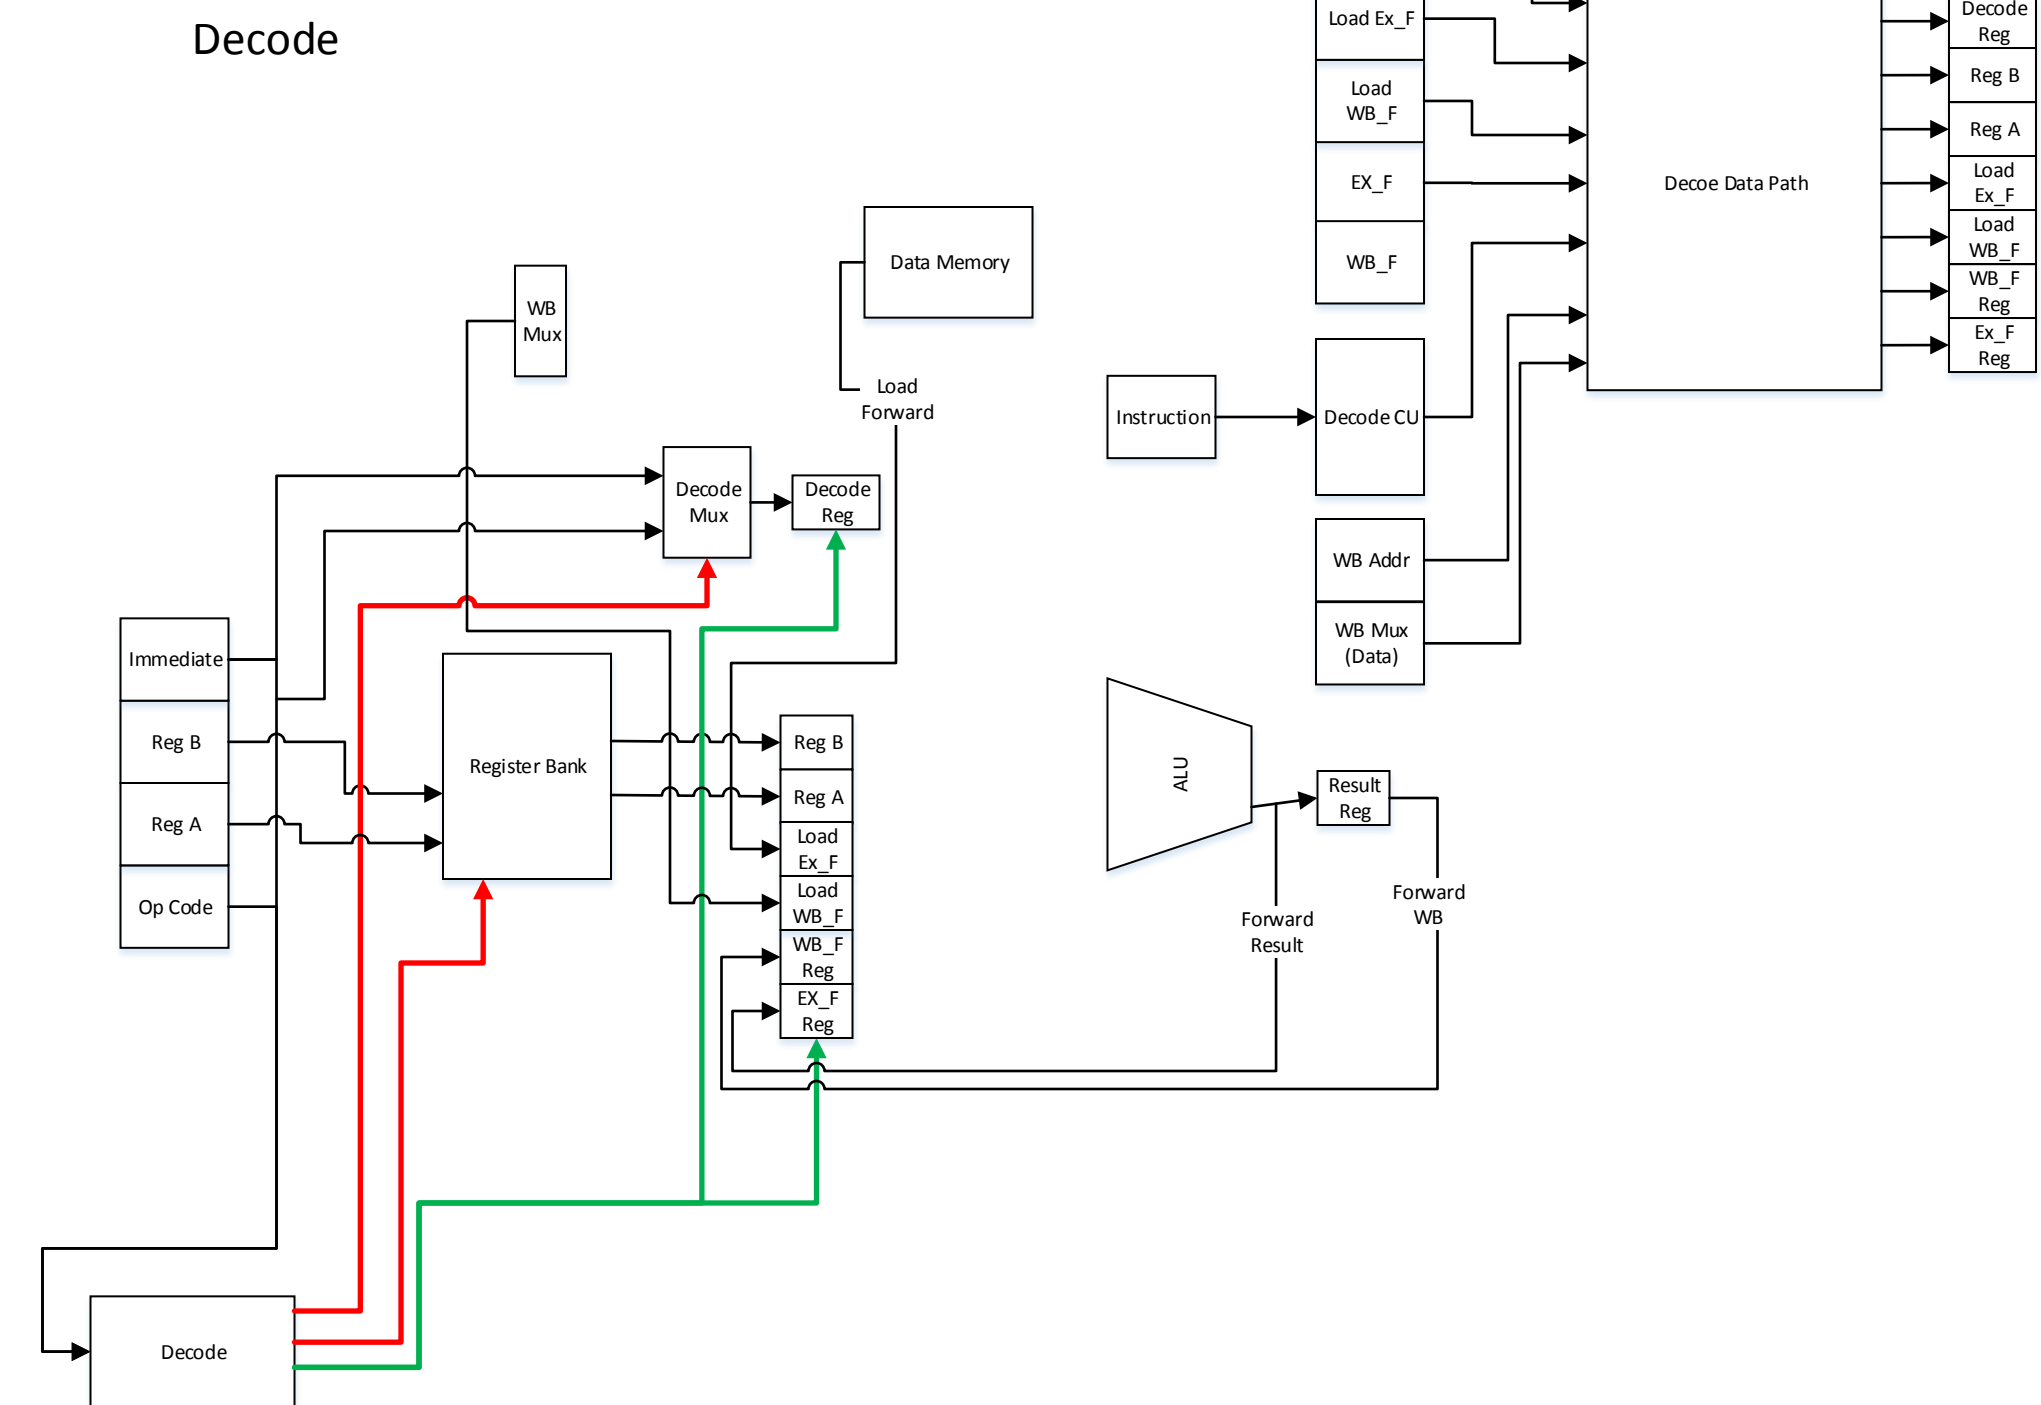 Decode
Load Ex_F
Load
WB_F
EX_F
WB_F
Decoe Data Path
Decode
Reg
Reg B
Reg A
Load
Ex_F
Load
WB_F
WB_F
Reg
Ex_F
Reg
Data Memory
WB
Mux
Load
Forward
Instruction
Decode CU
Decode
Mux
Decode
Reg
WB Addr
WB Mux
(Data)
Immediate
Reg B
Reg A
Op Code
Register Bank
Reg B
Reg A
Load
Ex_F
Load
WB_F
WB_F
Reg
EX_F
Reg
ALU
Result
Reg
Forward
Result
Forward
WB
Decode